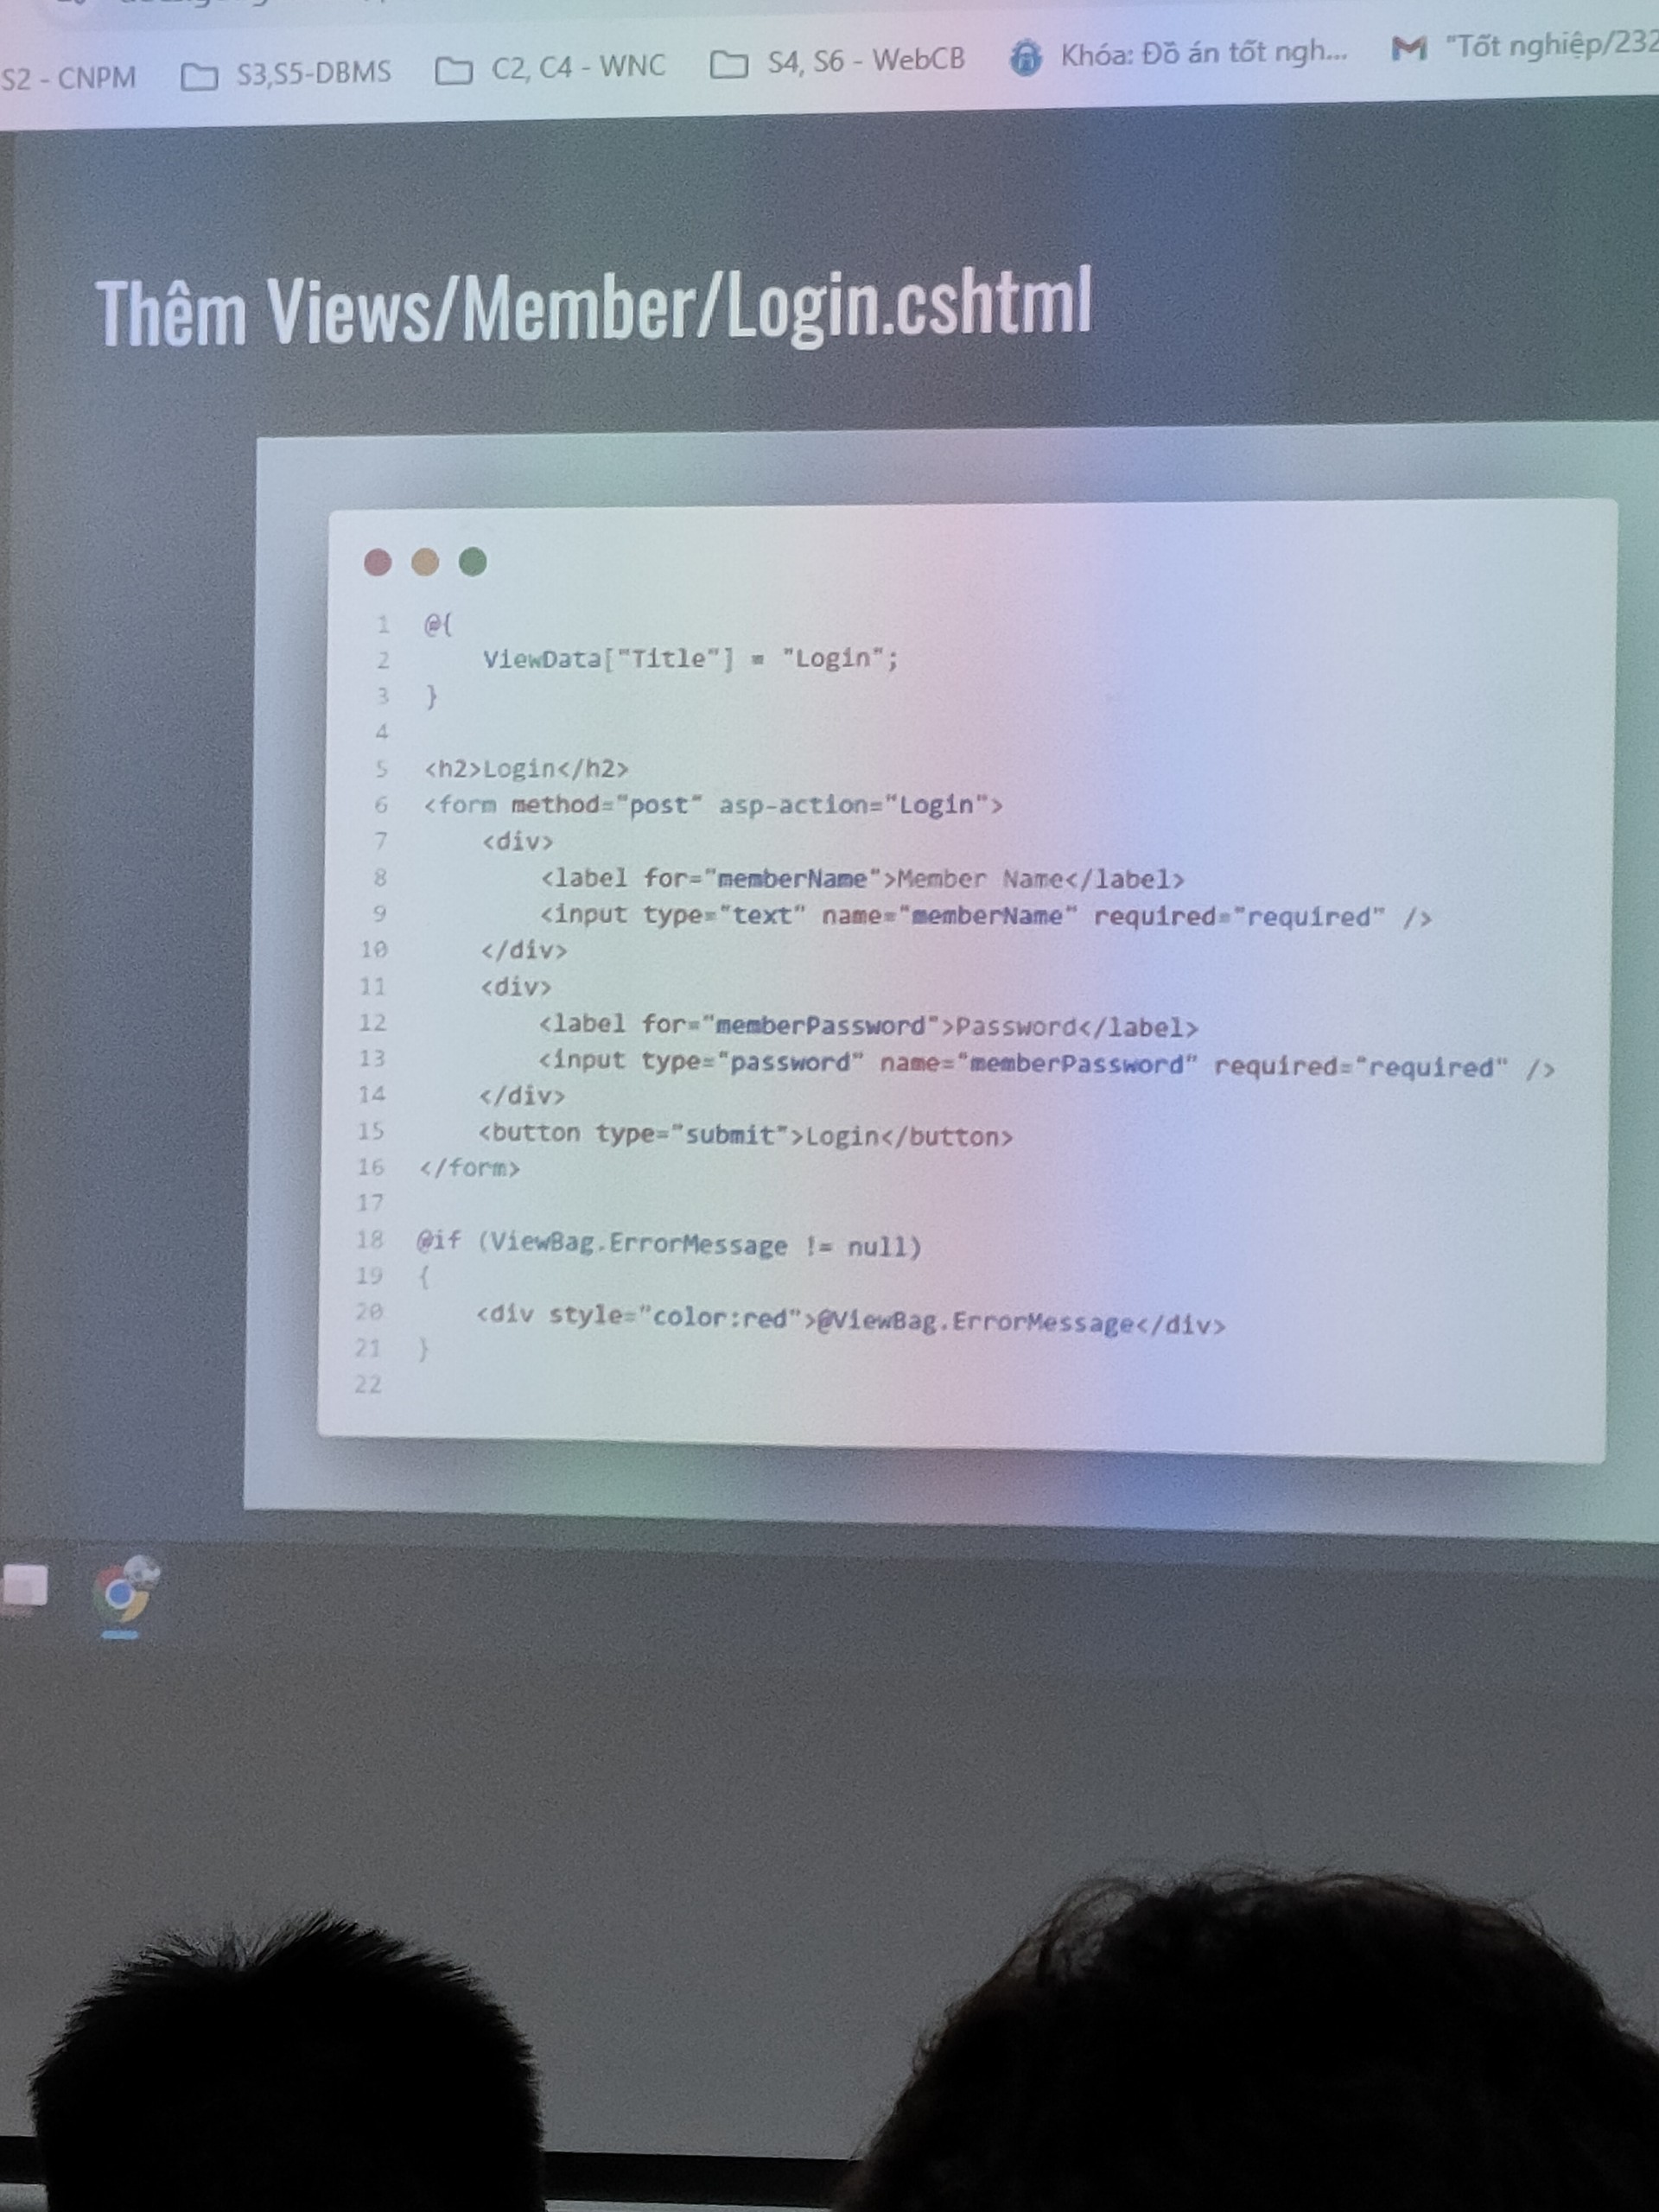 S2 - CNPM S3,S5-DBMS C2, C4 - WNC S4, S6 - WebCB Khóa: Đồ án tốt ngh... "Tốt nghiệp/232
Thêm Views/Member/Login.cshtml
1 @{
2 ViewData["Title"] = "Login";
3 }
4
5 <h2>Login</h2>
6 <form method="post" asp-action="Login">
7 <div>
8 <label for="memberName">Member Name</label>
9 <input type="text" name="memberName" required="required" />
10 </div>
11 <div>
12 <label for="memberPassword">Password</label>
13 <input type="password" name="memberPassword" required="required" />
14 </div>
15 <button type="submit">Login</button>
16 </form>
17
18 @if (ViewBag.ErrorMessage != null)
19 {
20 <div style="color:red">@ViewBag.ErrorMessage</div>
21 }
22